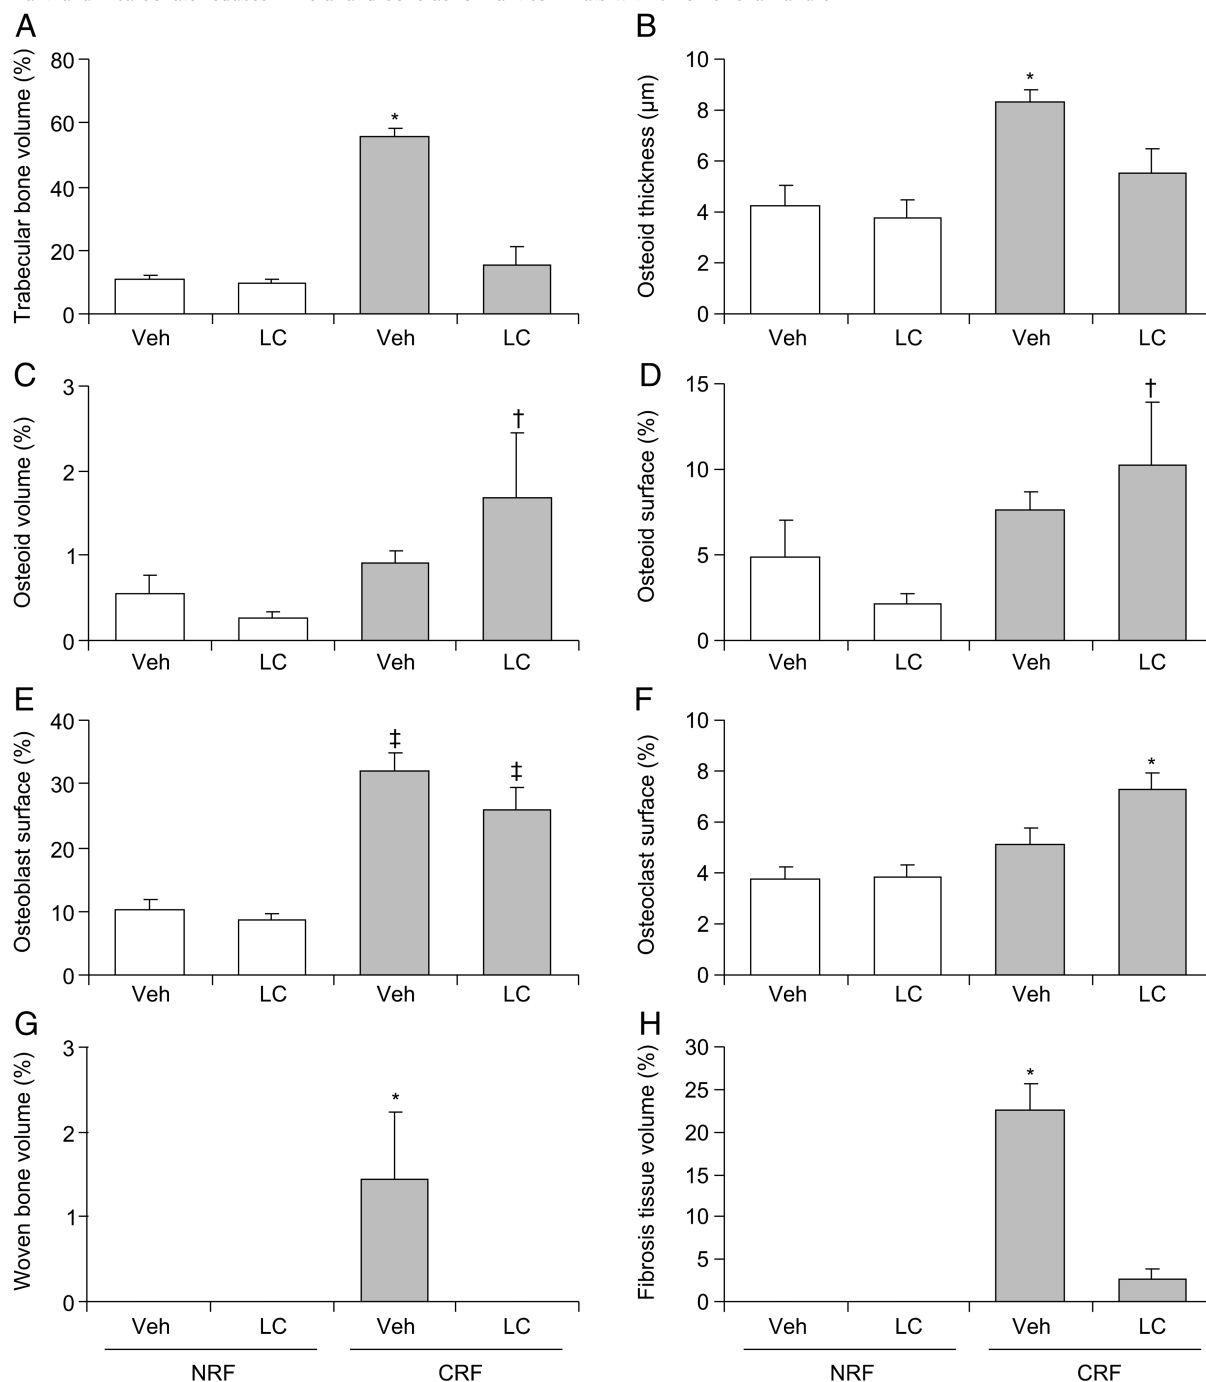 A
Trabecular bone volume (%)
80
60
40
20
0
*
Veh LC Veh LC
B
Osteoid thickness (µm)
10
8
6
4
2
0
*
Veh LC Veh LC
C
Osteoid volume (%)
3
2
1
0
†
Veh LC Veh LC
D
Osteoid surface (%)
15
10
5
0
†
Veh LC Veh LC
E
Osteoblast surface (%)
40
30
20
10
0
‡
‡
Veh LC Veh LC
F
Osteoclast surface (%)
10
8
6
4
2
0
*
Veh LC Veh LC
G
Woven bone volume (%)
3
2
1
0
*
Veh LC Veh LC
NRF CRF
H
Fibrosis tissue volume (%)
30
25
20
15
10
5
0
*
Veh LC Veh LC
NRF CRF